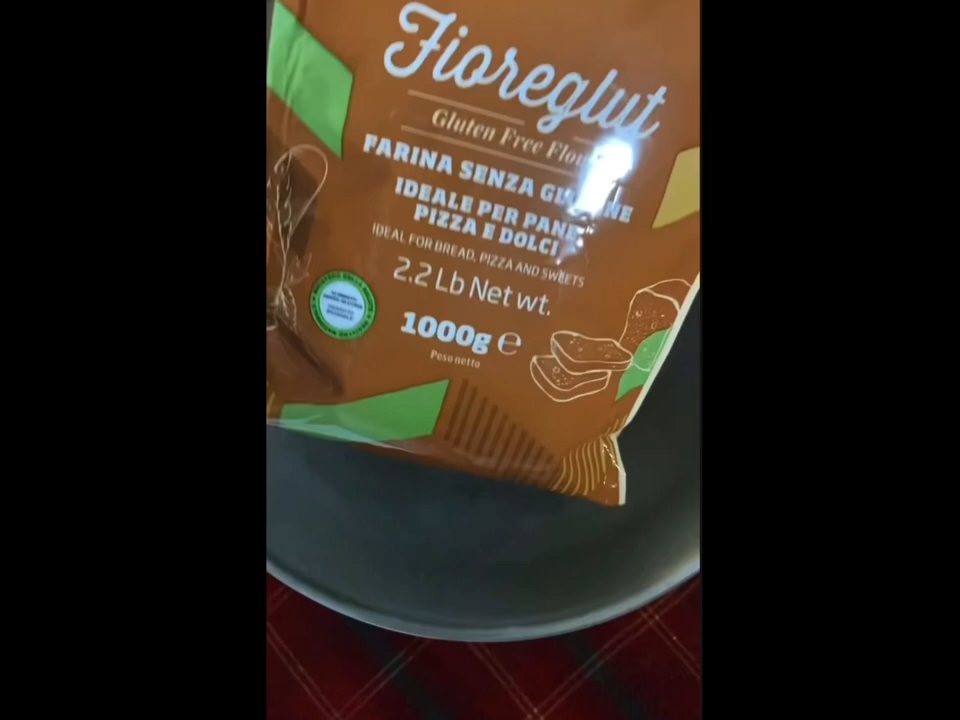 Fioreglut
Gluten Free
FARINA SENZA
IDEALE PER PANE
PIZZA E DOLCI
IDEAL FOR BREAD, PIZZA AND SWEETS
2.2 Lb Net wt.
1000g e
Peso netto